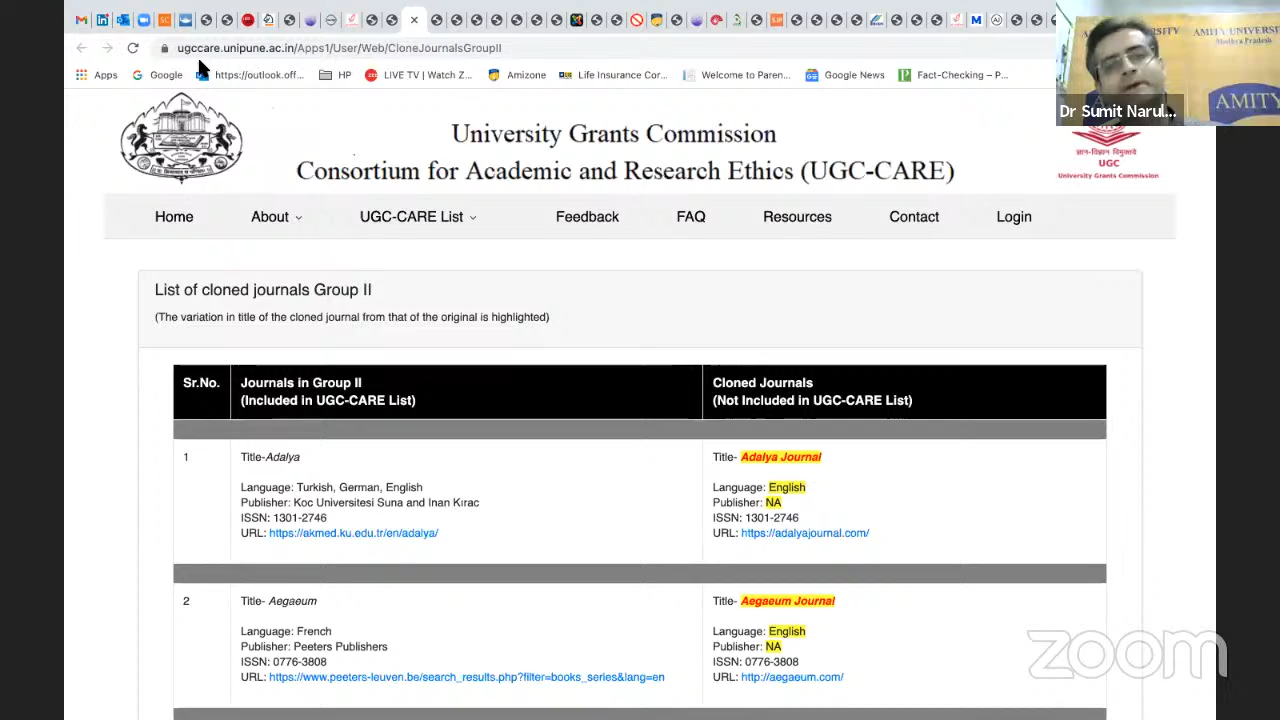 ugccare.unipune.ac.in/Apps1/User/Web/CloneJournalsGroupII
Apps
Google
https://outlook.off...
HP
LIVE TV | Watch Z...
Amizone
Life Insurance Cor...
Welcome to Paren...
Google News
Fact-Checking – P...
AMITY UNIVERSITY
Madhya Pradesh
AMITY
Dr Sumit Narul...
University Grants Commission
Consortium for Academic and Research Ethics (UGC-CARE)
ज्ञान-विज्ञान विमुक्तये
UGC
University Grants Commission
Home
About
UGC-CARE List
Feedback
FAQ
Resources
Contact
Login
List of cloned journals Group II
(The variation in title of the cloned journal from that of the original is highlighted)
Sr.No.
Journals in Group II
(Included in UGC-CARE List)
Cloned Journals
(Not Included in UGC-CARE List)
1
Title-Adalya
Language: Turkish, German, English
Publisher: Koc Universitesi Suna and Inan Kırac
ISSN: 1301-2746
URL: https://akmed.ku.edu.tr/en/adalya/
Title- Adalya Journal
Language: English
Publisher: NA
ISSN: 1301-2746
URL: https://adalyajournal.com/
2
Title- Aegaeum
Language: French
Publisher: Peeters Publishers
ISSN: 0776-3808
URL: https://www.peeters-leuven.be/search_results.php?filter=books_series&lang=en
Title- Aegaeum Journal
Language: English
Publisher: NA
ISSN: 0776-3808
URL: http://aegaeum.com/
zoom